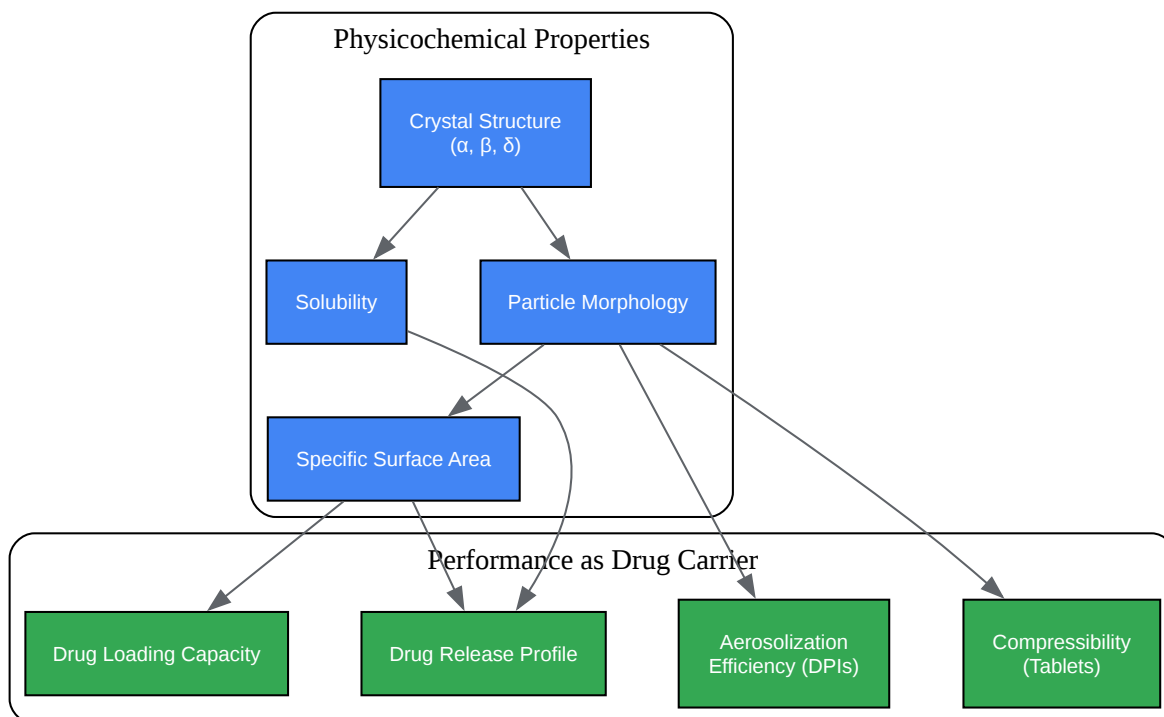 Physicochemical Properties
Crystal Structure
(α, β, δ)
Solubility
Particle Morphology
Specific Surface Area
Performance as Drug Carrier
Drug Loading Capacity
Drug Release Profile
Aerosolization
Efficiency (DPIs)
Compressibility
(Tablets)